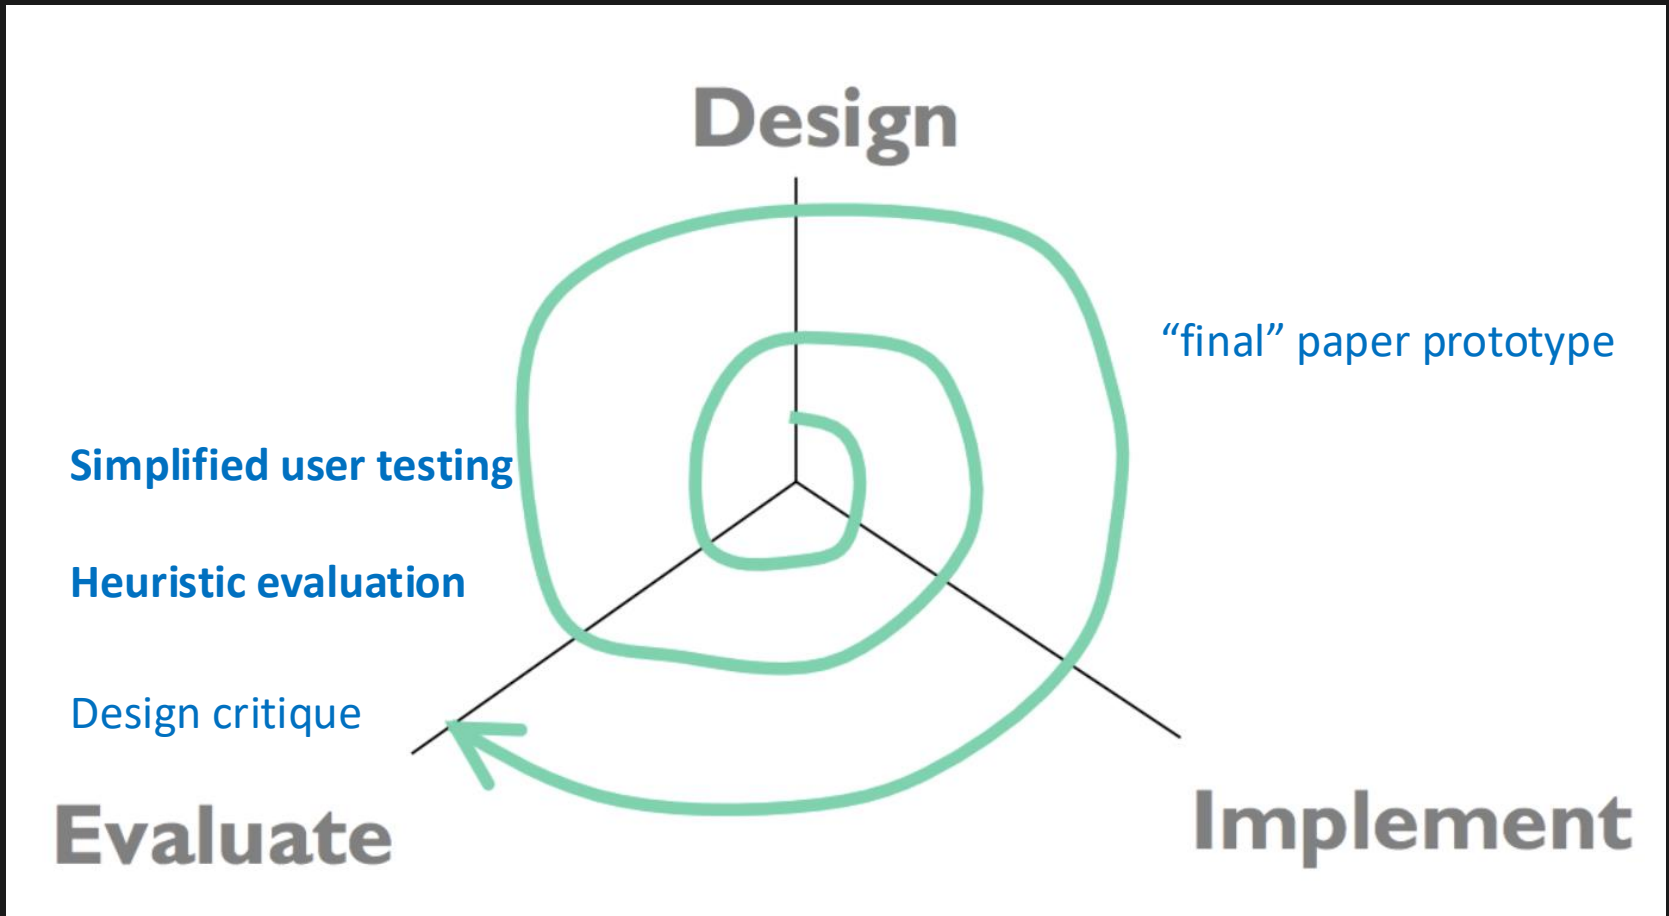 Design
“final” paper prototype
Simplified user testing
Heuristic evaluation
Design critique
Evaluate
Implement